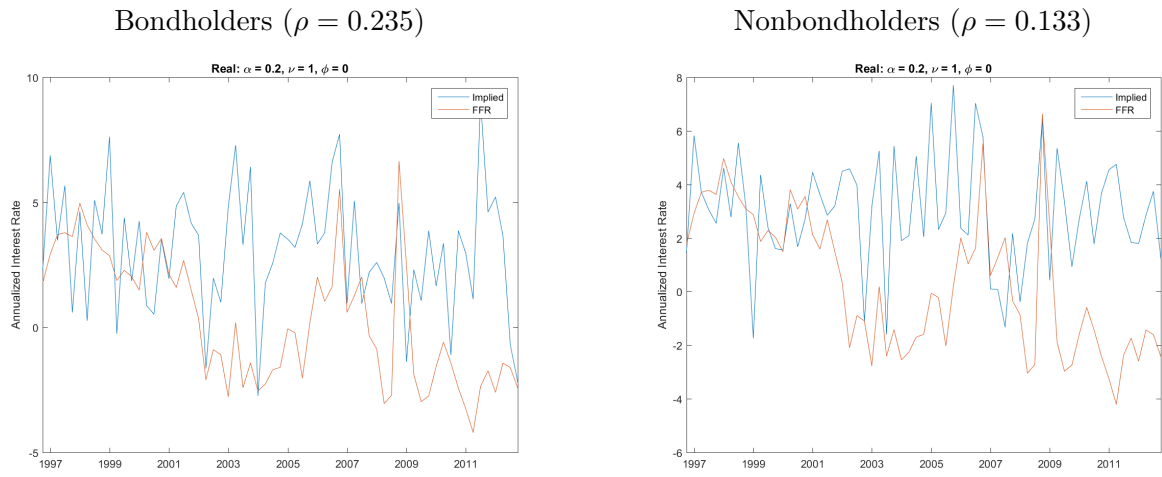 Bondholders (ρ = 0.235)
Real: α = 0.2, ν = 1, ϕ = 0
Implied
FFR
Annualized Interest Rate
10
5
0
-5
1997 1999 2001 2003 2005 2007 2009 2011
Nonbondholders (ρ = 0.133)
Real: α = 0.2, ν = 1, ϕ = 0
Implied
FFR
Annualized Interest Rate
8
6
4
2
0
-2
-4
-6
1997 1999 2001 2003 2005 2007 2009 2011